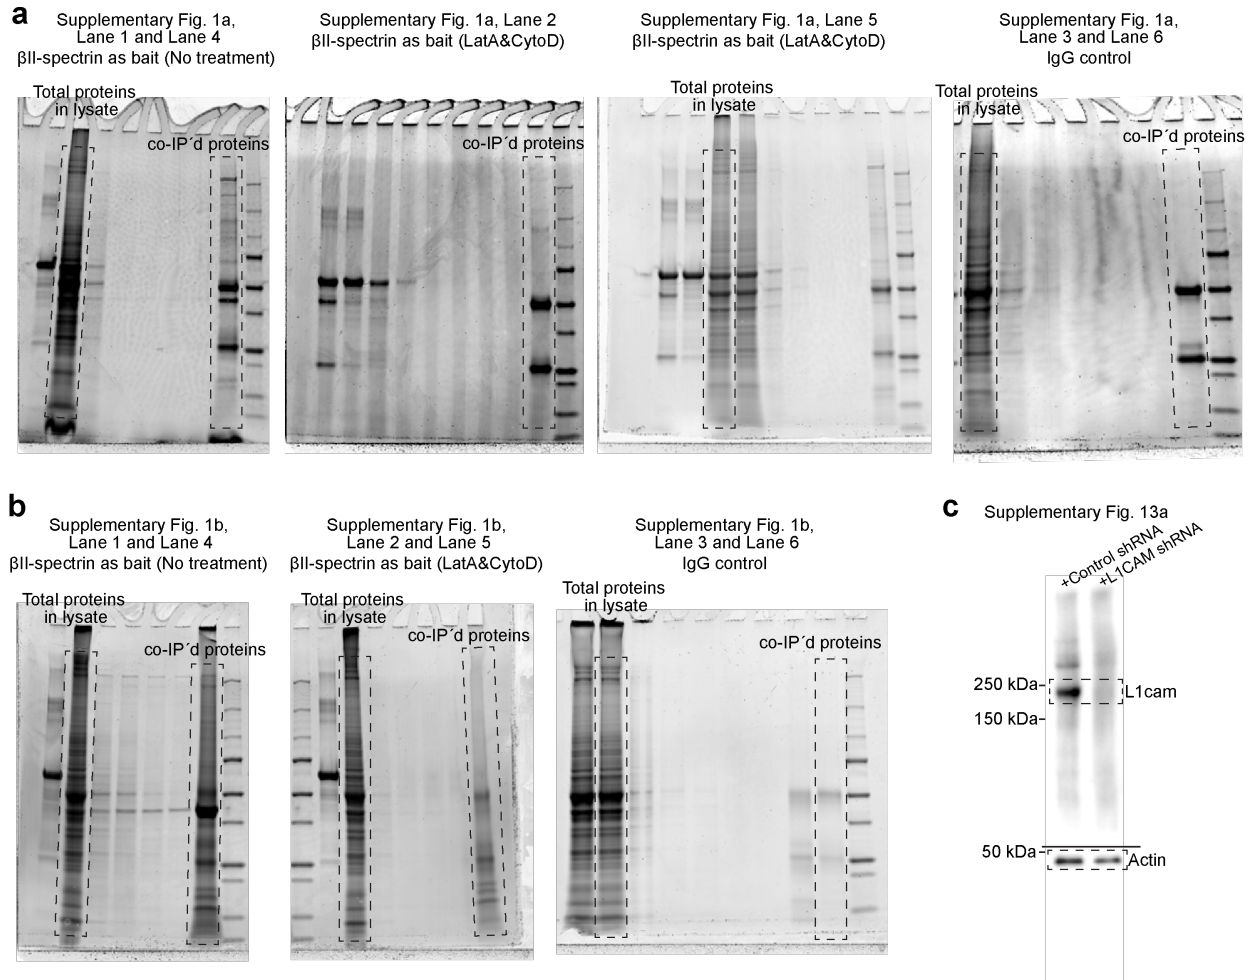 a
Supplementary Fig. 1a,
Lane 1 and Lane 4
βII-spectrin as bait (No treatment)
Total proteins
in lysate
co-IP´d proteins
Supplementary Fig. 1a, Lane 2
βII-spectrin as bait (LatA&CytoD)
co-IP´d proteins
Supplementary Fig. 1a, Lane 5
βII-spectrin as bait (LatA&CytoD)
Total proteins
in lysate
Supplementary Fig. 1a,
Lane 3 and Lane 6
IgG control
Total proteins
in lysate
co-IP´d proteins
b
Supplementary Fig. 1b,
Lane 1 and Lane 4
βII-spectrin as bait (No treatment)
Total proteins
in lysate
co-IP´d proteins
Supplementary Fig. 1b,
Lane 2 and Lane 5
βII-spectrin as bait (LatA&CytoD)
Total proteins
in lysate
co-IP´d proteins
Supplementary Fig. 1b,
Lane 3 and Lane 6
IgG control
Total proteins
in lysate
co-IP´d proteins
c
Supplementary Fig. 13a
+Control shRNA
+L1CAM shRNA
250 kDa
L1cam
150 kDa
50 kDa
Actin